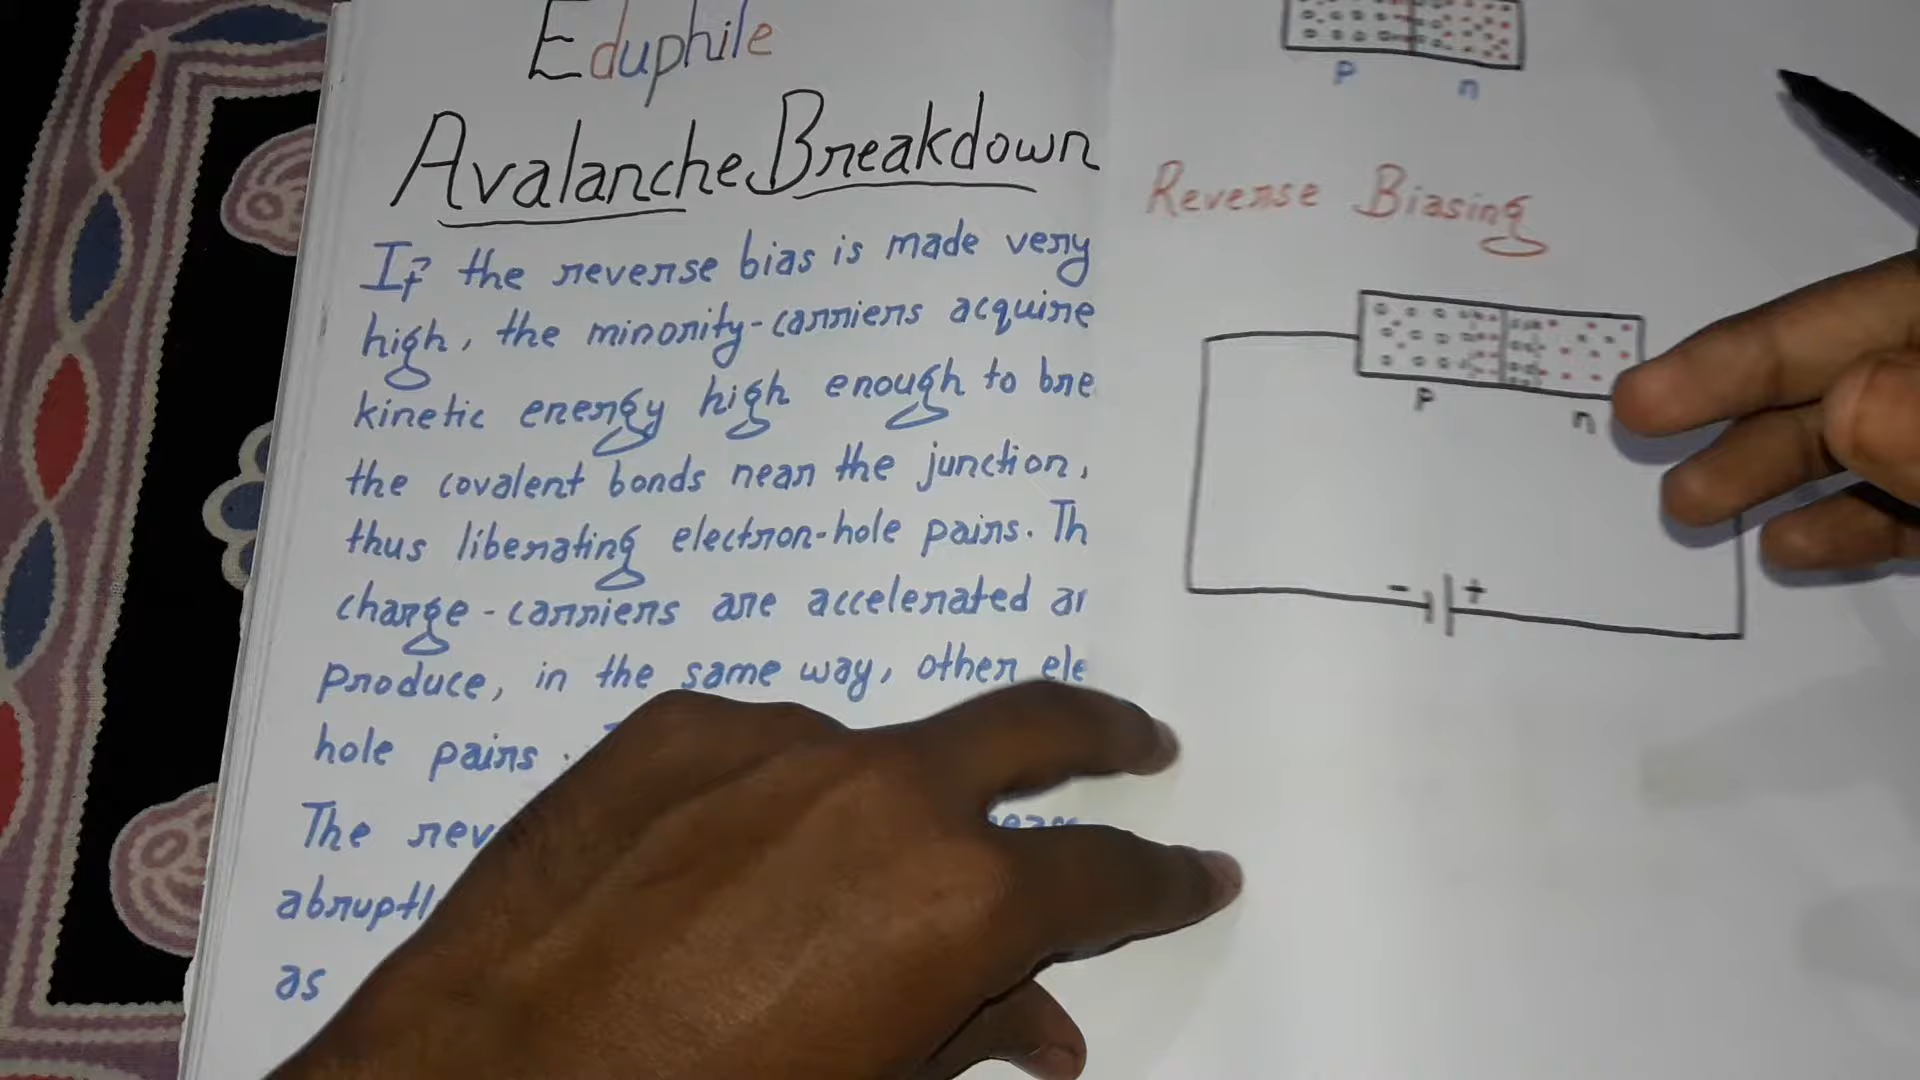 Eduphile
Avalanche Breakdown
If the reverse bias is made very
high, the minority-carriers acquire
kinetic energy high enough to bre
the covalent bonds near the junction,
thus liberating electron-hole pairs. Th
charge-carriers are accelerated ar
produce, in the same way, other ele
hole pairs.
The rev
abruptl
as
p n
Reverse Biasing
p
n
- +